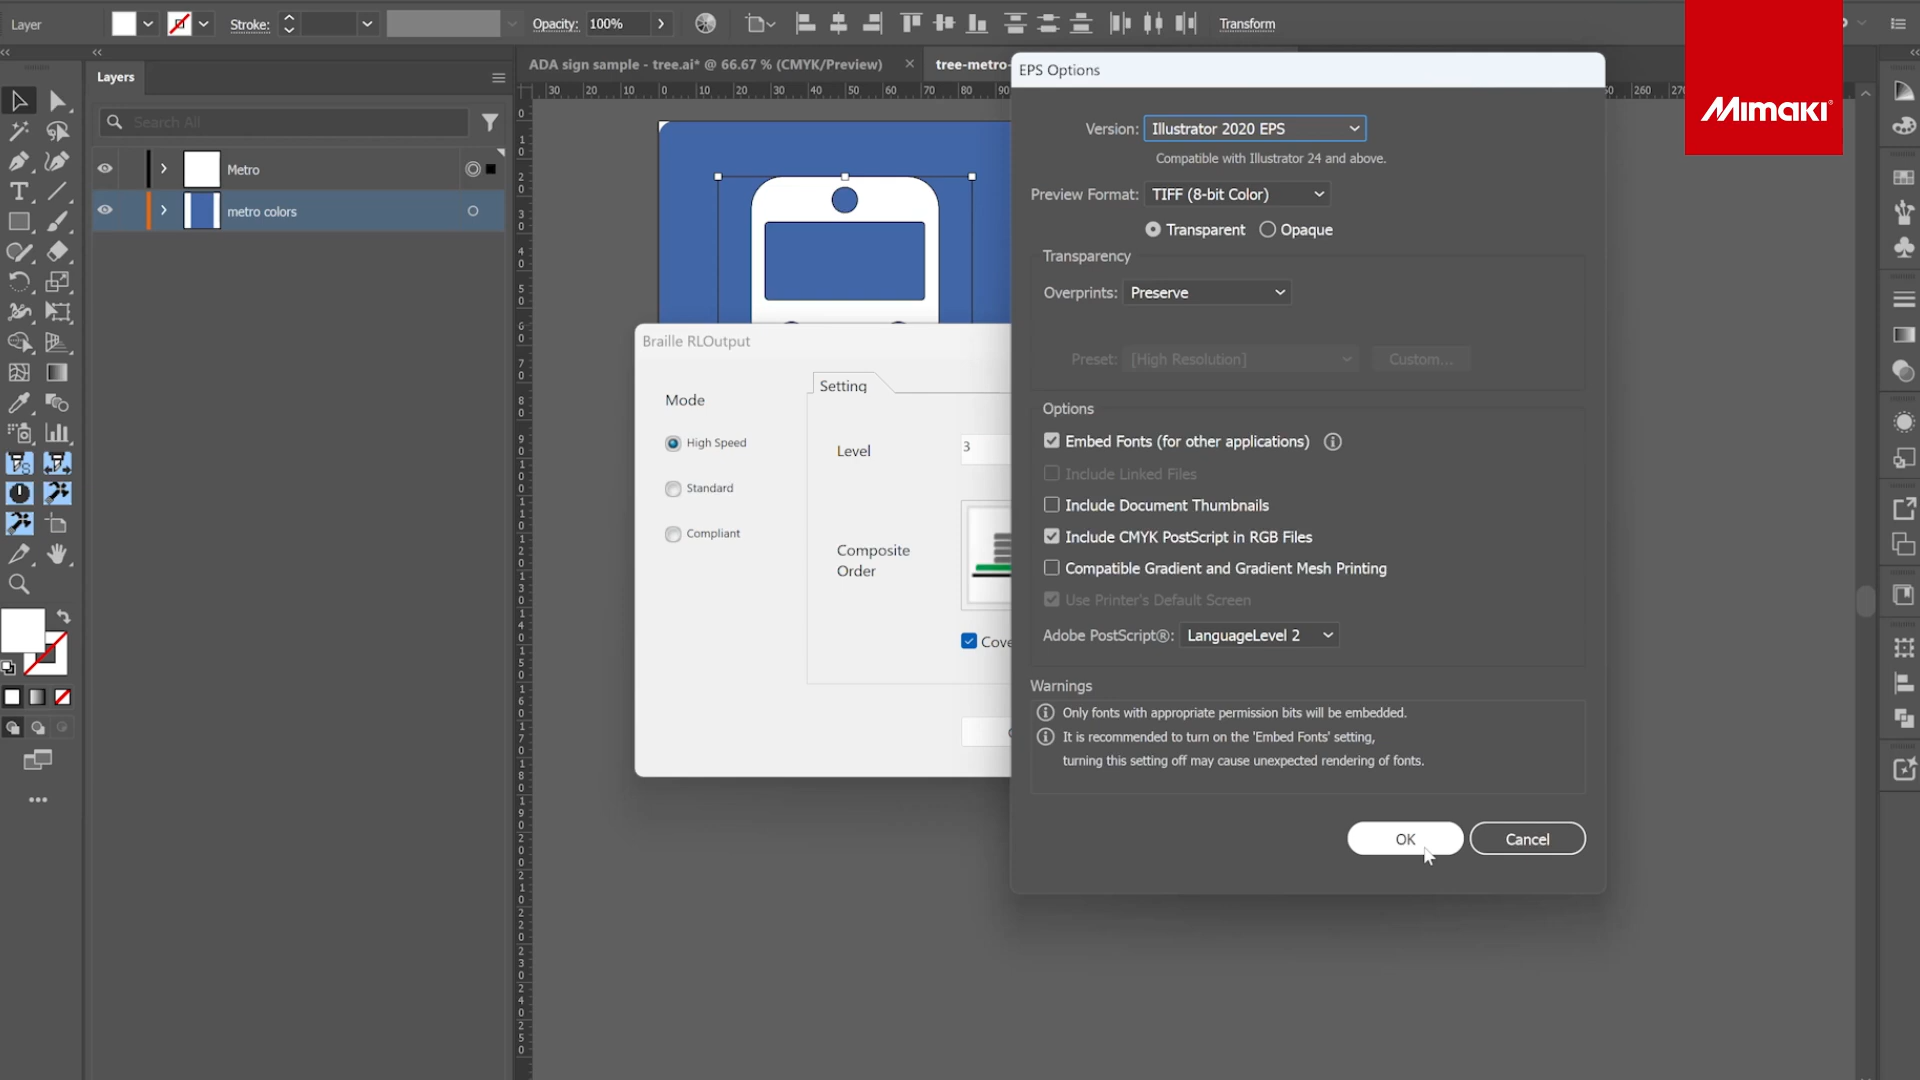 Layer
Stroke:
Opacity: 100%
Transform
Mimaki
Layers
ADA sign sample - tree.ai* @ 66.67 % (CMYK/Preview)
tree-metro-
Search All
Metro
metro colors
EPS Options
Version: Illustrator 2020 EPS
Compatible with Illustrator 24 and above.
Preview Format: TIFF (8-bit Color)
Transparent Opaque
Transparency
Overprints: Preserve
Preset: [High Resolution] Custom...
Options
Embed Fonts (for other applications)
Include Linked Files
Include Document Thumbnails
Include CMYK PostScript in RGB Files
Compatible Gradient and Gradient Mesh Printing
Use Printer's Default Screen
Adobe PostScript®: LanguageLevel 2
Warnings
Only fonts with appropriate permission bits will be embedded.
It is recommended to turn on the 'Embed Fonts' setting,
turning this setting off may cause unexpected rendering of fonts.
OK Cancel
Braille RLOutput
Mode
High Speed
Standard
Compliant
Setting
Level 3
Composite
Order
Cove